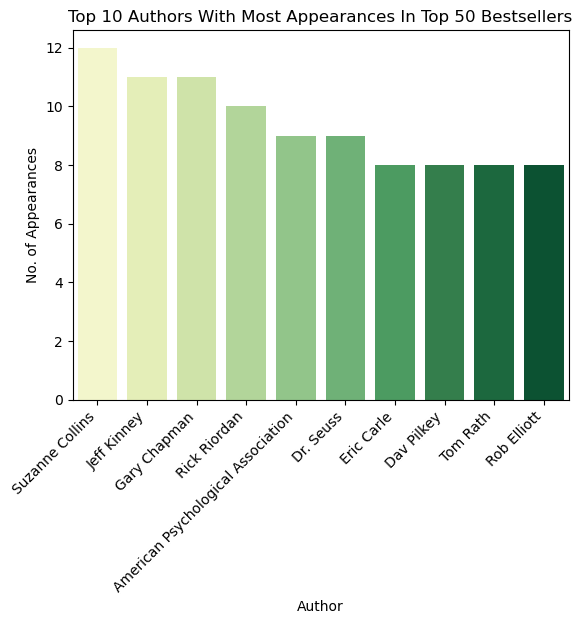 Top 10 Authors With Most Appearances In Top 50 Bestsellers
No. of Appearances
12
10
8
6
4
2
0
Suzanne Collins
Jeff Kinney
Gary Chapman
Rick Riordan
American Psychological Association
Dr. Seuss
Eric Carle
Dav Pilkey
Tom Rath
Rob Elliott
Author